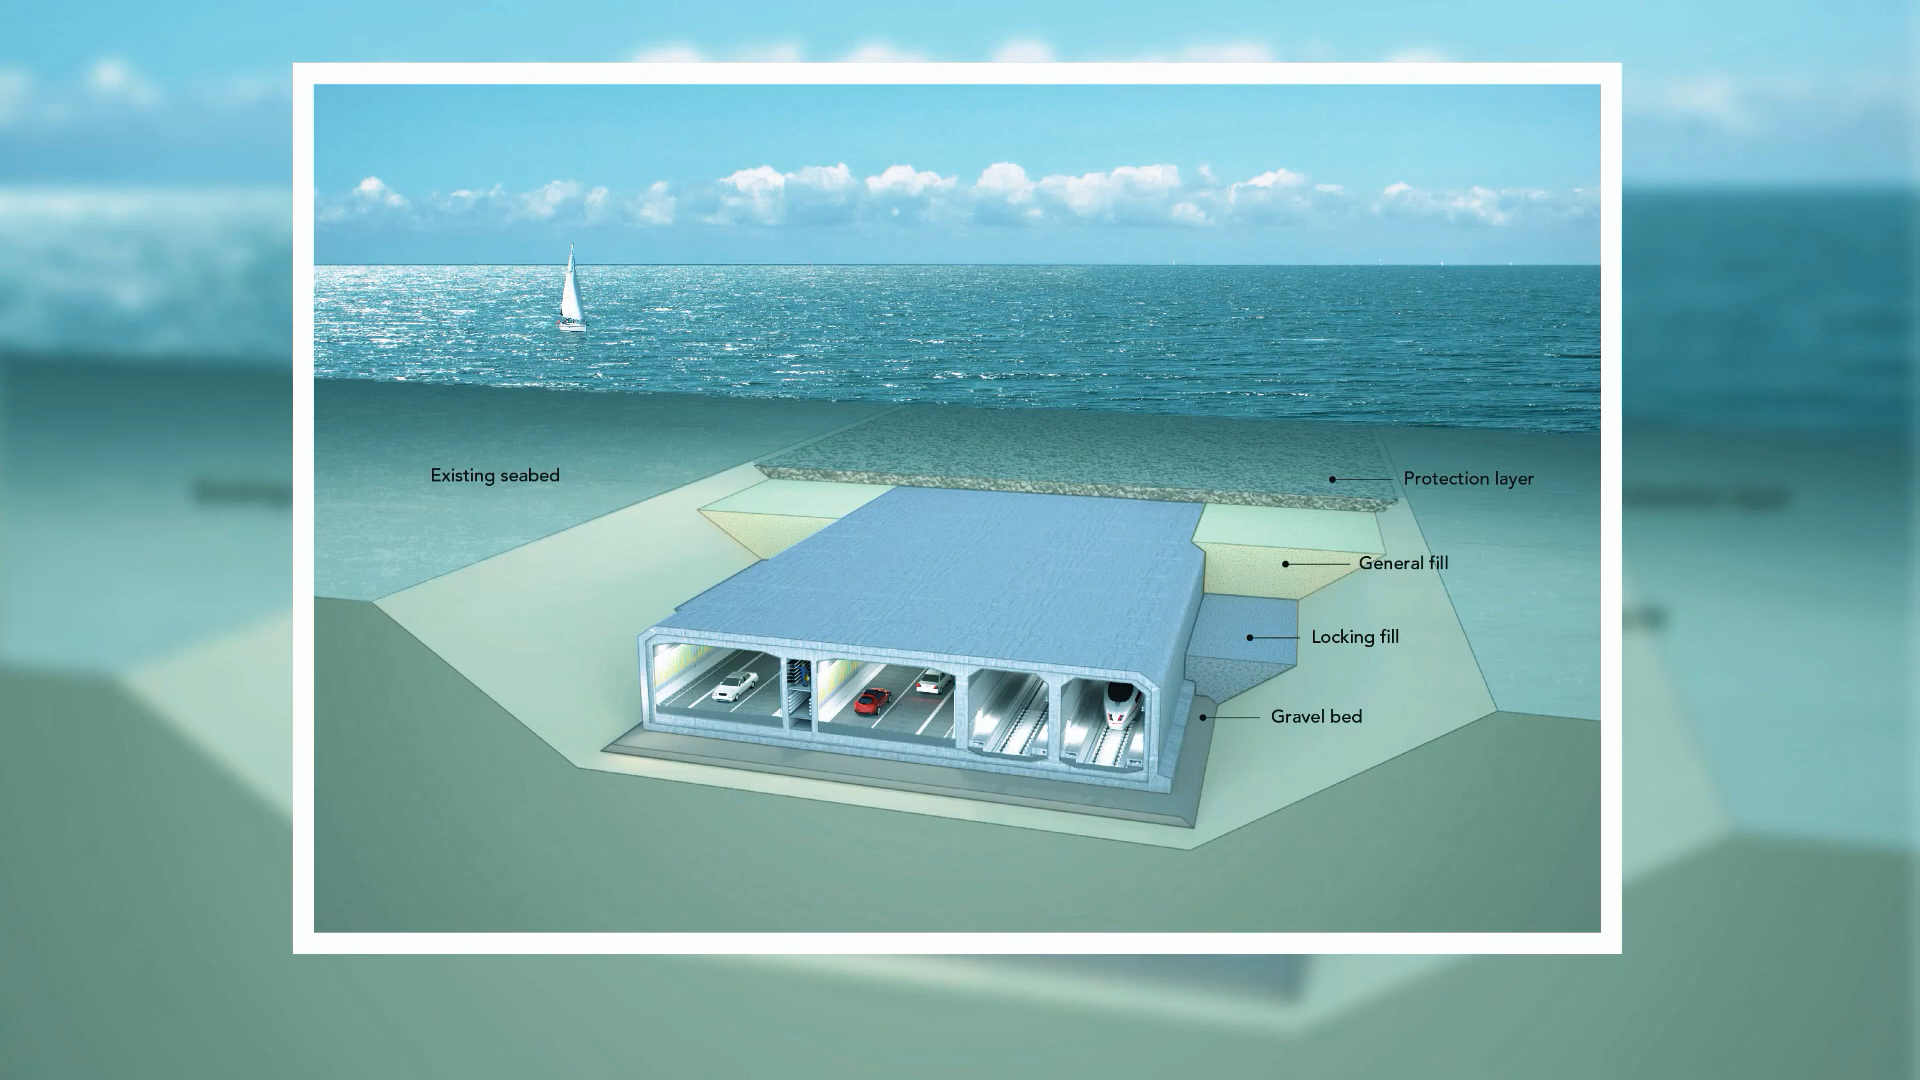 Existing seabed
Protection layer
General fill
Locking fill
Gravel bed